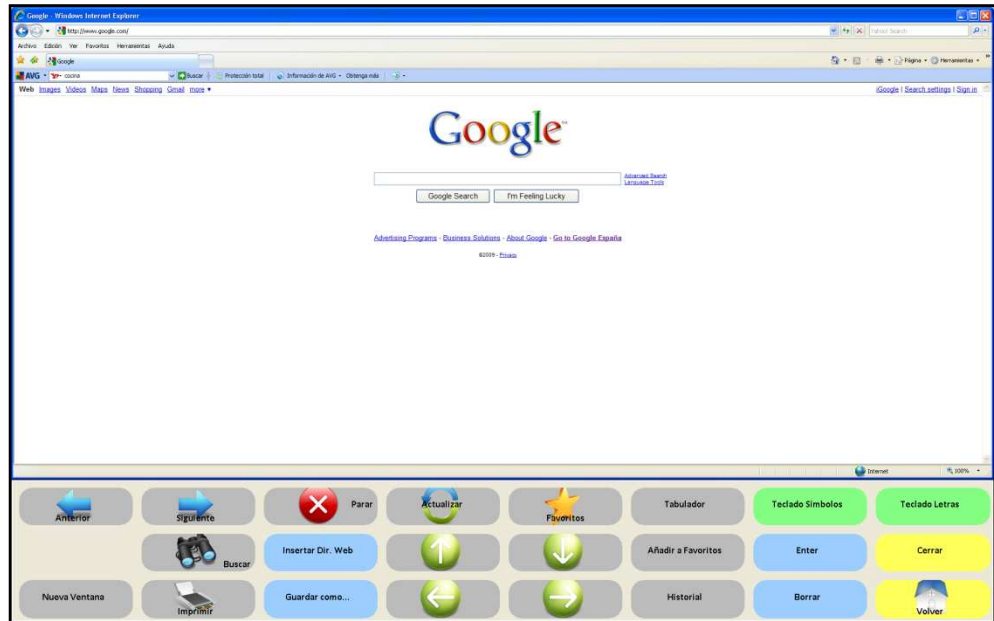 Google - Windows Internet Explorer
http://www.google.com/
Yahoo! Search
Archivo Edición Ver Favoritos Herramientas Ayuda
Google
Página Herramientas
AVG cocina Buscar Protección total Información de AVG Obtenga más
Web Images Videos Maps News Shopping Gmail more ▼
iGoogle | Search settings | Sign in
Google™
Advanced Search
Language Tools
Google Search I'm Feeling Lucky
Advertising Programs - Business Solutions - About Google - Go to Google España
©2009 - Privacy
Internet 100%
Anterior Siguiente Parar Actualizar Favoritos Tabulador Teclado Símbolos Teclado Letras
Buscar Insertar Dir. Web Añadir a Favoritos Enter Cerrar
Nueva Ventana Imprimir Guardar como... Historial Borrar Volver